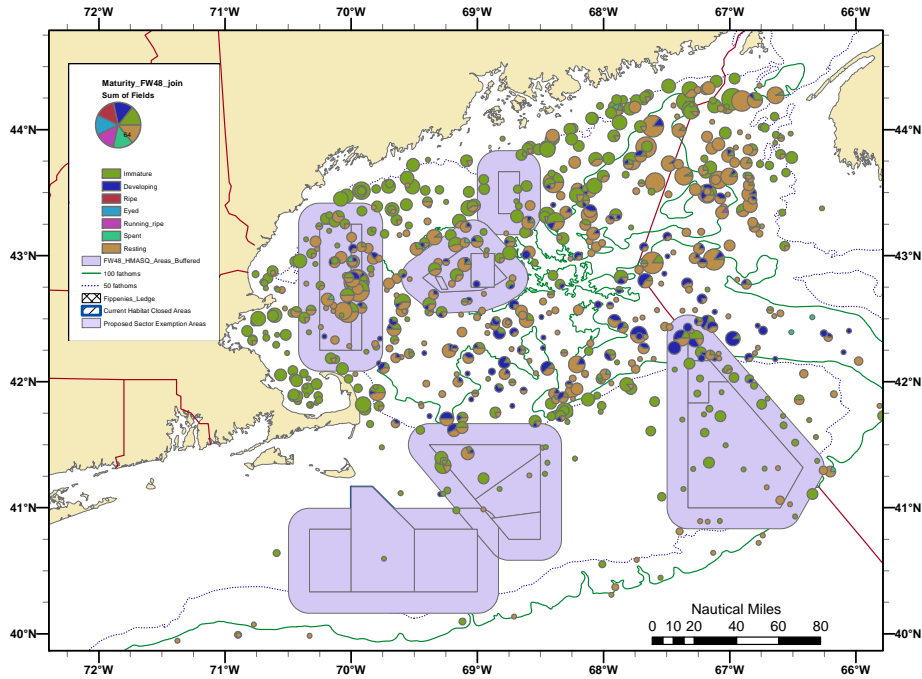 72°W 71°W 70°W 69°W 68°W 67°W 66°W
Maturity_FW48_join
Sum of Fields
64
Immature
Developing
Ripe
Eyed
Running_ripe
Spent
Resting
FW48_HMASQ_Areas_Buffered
100 fathoms
50 fathoms
Fippenies_Ledge
Current Habitat Closed Areas
Proposed Sector Exemption Areas
44°N 44°N
43°N 43°N
42°N 42°N
41°N 41°N
40°N 40°N
Nautical Miles
0 10 20 40 60 80
72°W 71°W 70°W 69°W 68°W 67°W 66°W